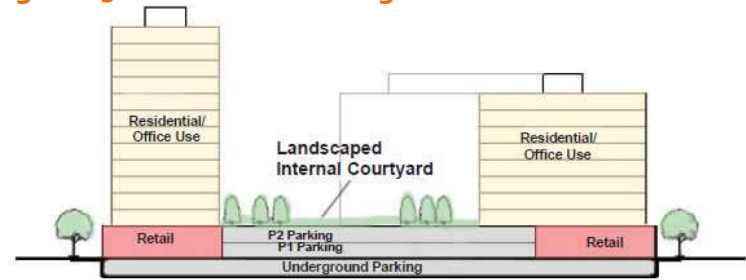 Residential/
Office Use
Landscaped
Internal Courtyard
Residential/
Office Use
Retail
P2 Parking
P1 Parking
Retail
Underground Parking